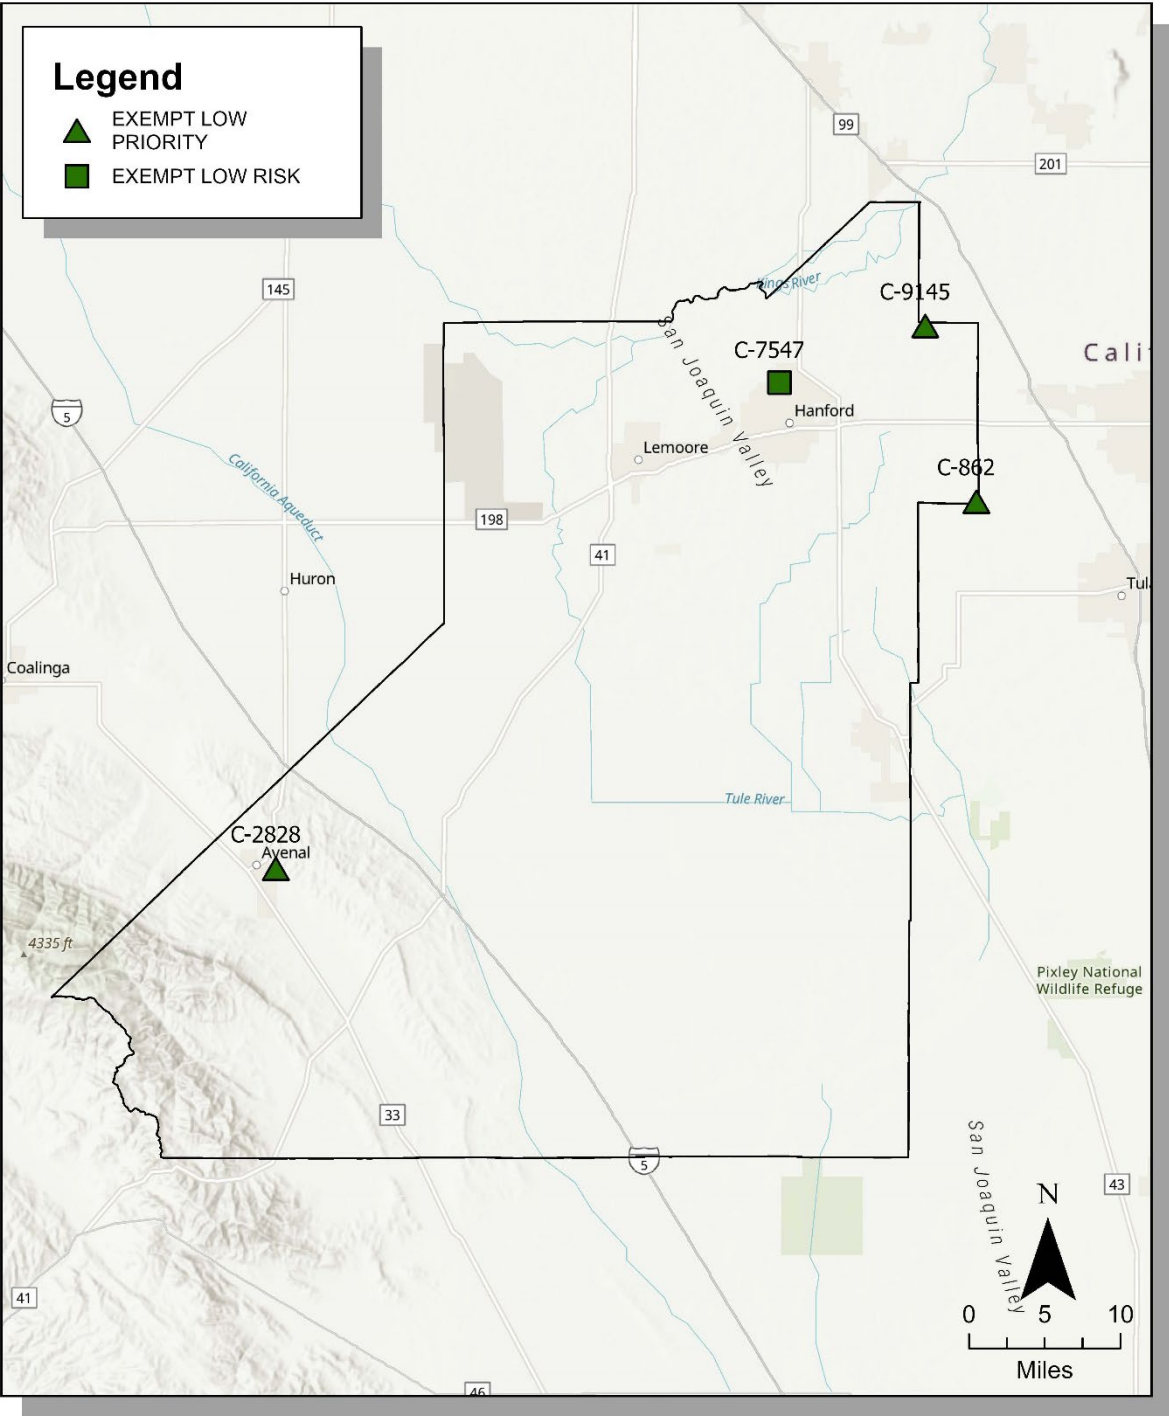 Legend
EXEMPT LOW
PRIORITY
EXEMPT LOW RISK
99
201
Kings River
145
C-9145
San Joaquin Valley
C-7547
Cali
5
Hanford
Lemoore
California Aqueduct
C-862
198
41
Huron
Tul
Coalinga
Tule River
C-2828
Avenal
4335 ft
Pixley National
Wildlife Refuge
33
San Joaquin Valley
5
43
N
41
0 5 10
Miles
46